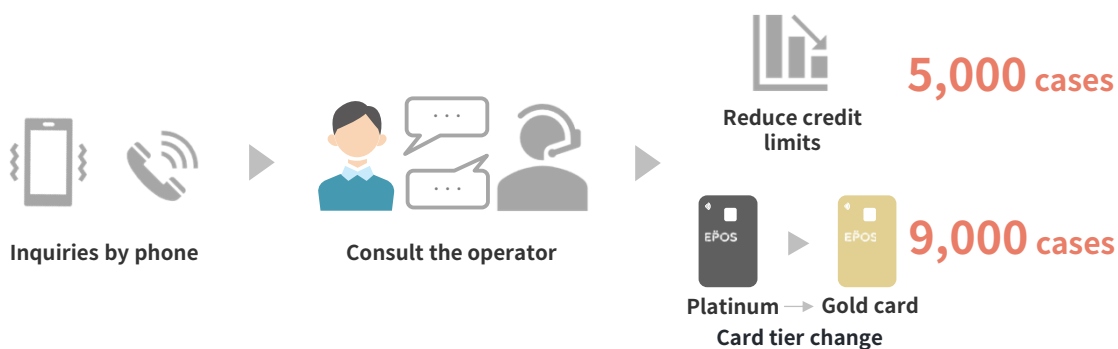 Inquiries by phone
Consult the operator
Reduce credit
limits
5,000 cases
EPOS
EPOS
Platinum
Gold card
Card tier change
9,000 cases